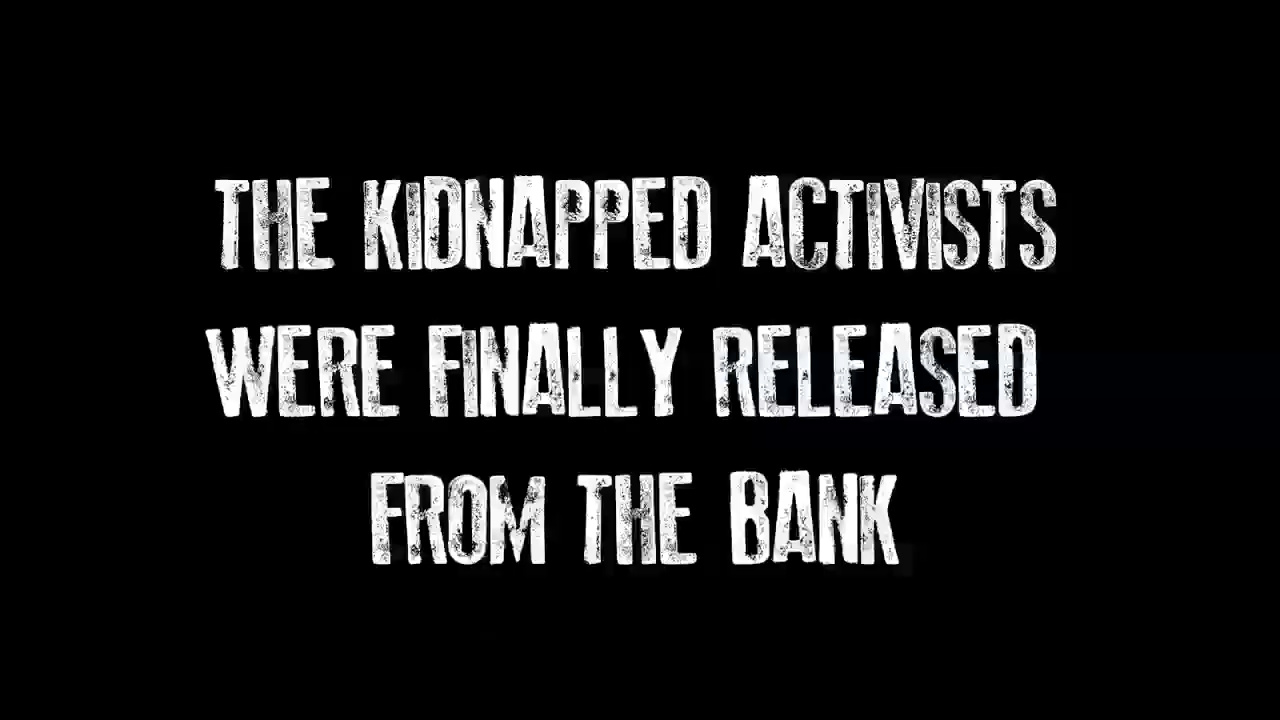 THE KIDNAPPED ACTIVISTS
WERE FINALLY RELEASED
FROM THE BANK